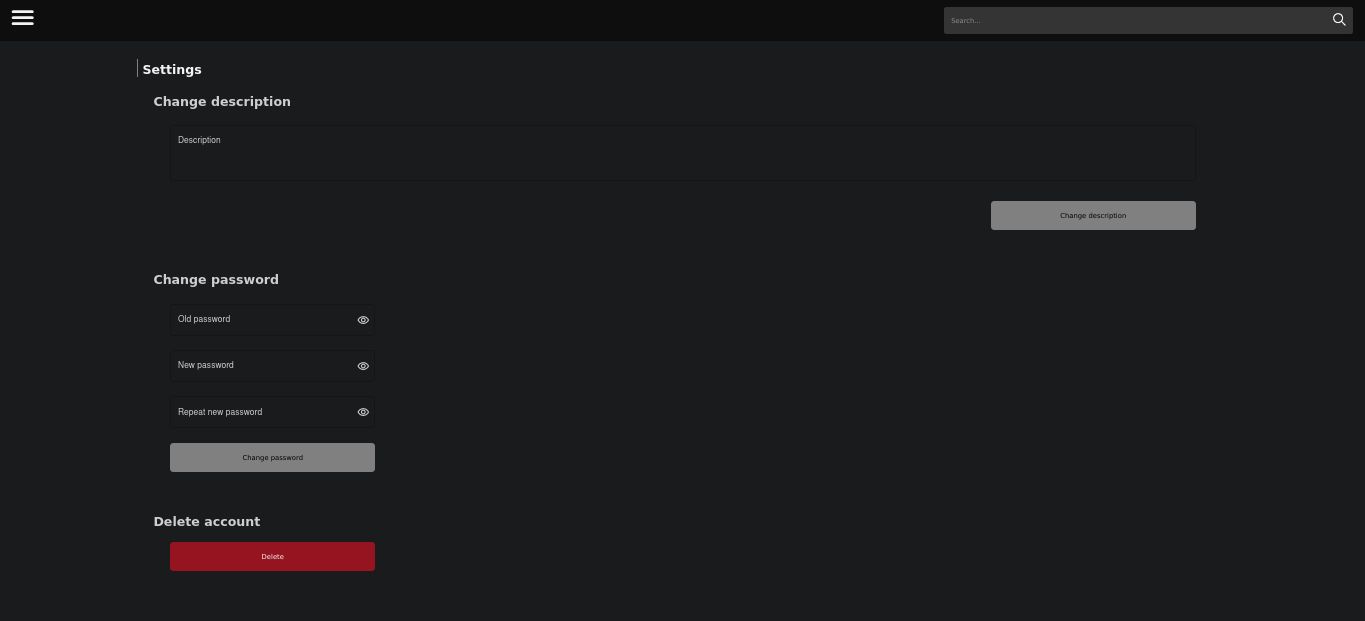 Search...
Settings
Change description
Description
Change description
Change password
Old password
New password
Repeat new password
Change password
Delete account
Delete